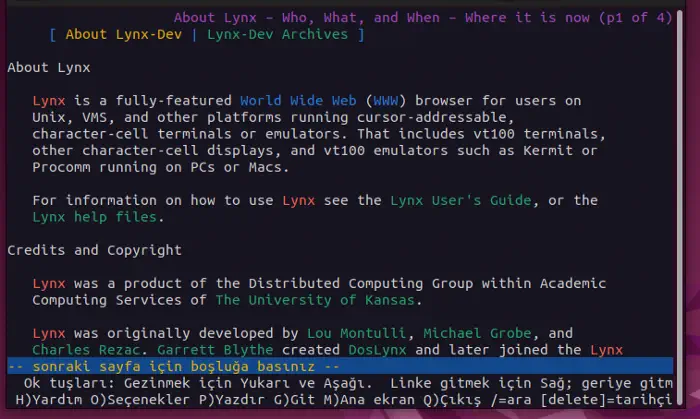 About Lynx - Who, What, and When - Where it is now (p1 of 4)
[ About Lynx-Dev | Lynx-Dev Archives ]
About Lynx
Lynx is a fully-featured World Wide Web (WWW) browser for users on
Unix, VMS, and other platforms running cursor-addressable,
character-cell terminals or emulators. That includes vt100 terminals,
other character-cell displays, and vt100 emulators such as Kermit or
Procomm running on PCs or Macs.
For information on how to use Lynx see the Lynx User's Guide, or the
Lynx help files.
Credits and Copyright
Lynx was a product of the Distributed Computing Group within Academic
Computing Services of The University of Kansas.
Lynx was originally developed by Lou Montulli, Michael Grobe, and
Charles Rezac. Garrett Blythe created DosLynx and later joined the Lynx
-- sonraki sayfa için boşluğa basınız --
Ok tuşları: Gezinmek için Yukarı ve Aşağı. Linke gitmek için Sağ; geriye gitm
H)Yardım O)Seçenekler P)Yazdır G)Git M)Ana ekran Q)Çıkış /=ara [delete]=tarihçi